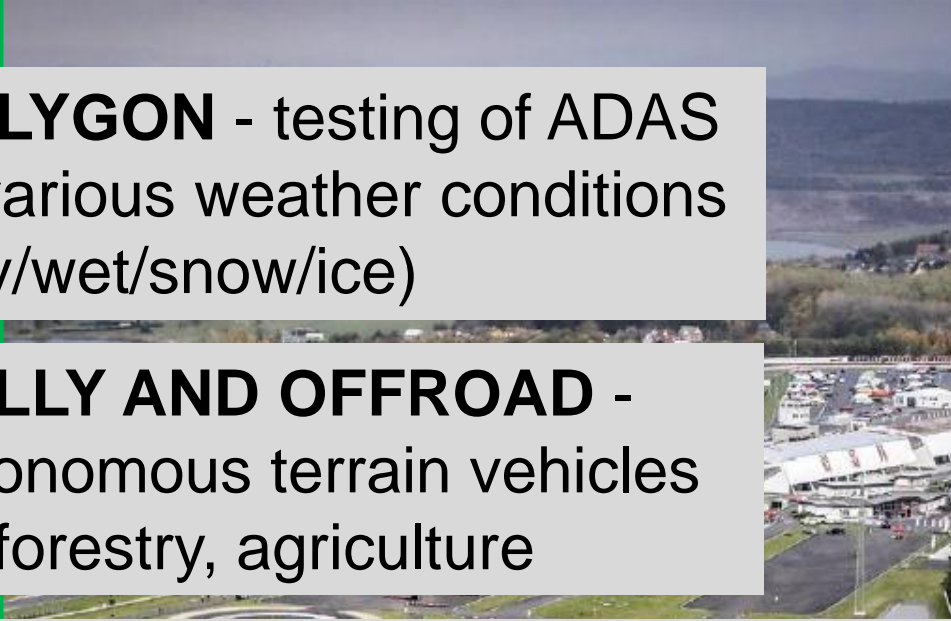 LYGON - testing of ADAS
arious weather conditions
y/wet/snow/ice)
LLY AND OFFROAD -
onomous terrain vehicles
forestry, agriculture